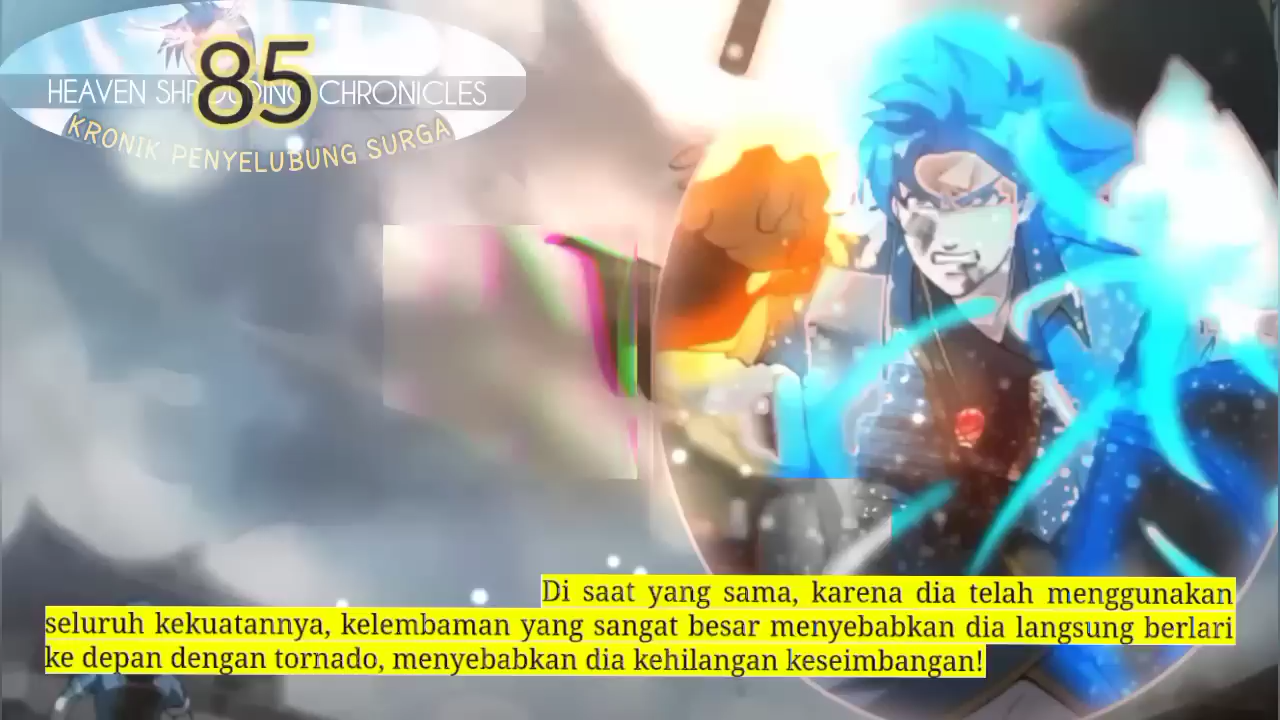 85
HEAVEN SHROUDING CHRONICLES
KRONIK PENYELUBUNG SURGA
Di saat yang sama, karena dia telah menggunakan
seluruh kekuatannya, kelembaman yang sangat besar menyebabkan dia langsung berlari
ke depan dengan tornado, menyebabkan dia kehilangan keseimbangan!